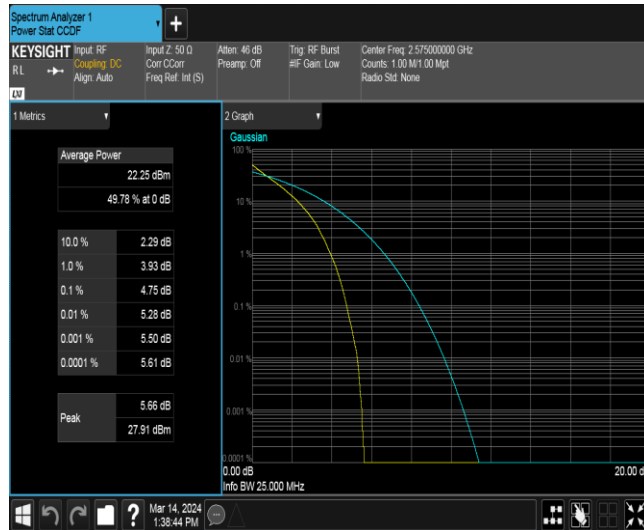 Spectrum Analyzer 1
Power Stat CCDF
+
KEYSIGHT
RL
LXI
Input: RF
Coupling: DC
Align: Auto
Input Z: 50 Ω
Corr CCorr
Freq Ref: Int (S)
Atten: 46 dB
Preamp: Off
Trig: RF Burst
#IF Gain: Low
Center Freq: 2.575000000 GHz
Counts: 1.00 M/1.00 Mpt
Radio Std: None
1 Metrics
Average Power
22.25 dBm
49.78 % at 0 dB
10.0 % 2.29 dB
1.0 % 3.93 dB
0.1 % 4.75 dB
0.01 % 5.28 dB
0.001 % 5.50 dB
0.0001 % 5.61 dB
Peak
5.66 dB
27.91 dBm
2 Graph
Gaussian
100 %
10 %
1 %
0.1 %
0.01 %
0.001 %
0.0001 %
0.00 dB
20.00 d
Info BW 25.000 MHz
?
Mar 14, 2024
1:38:44 PM